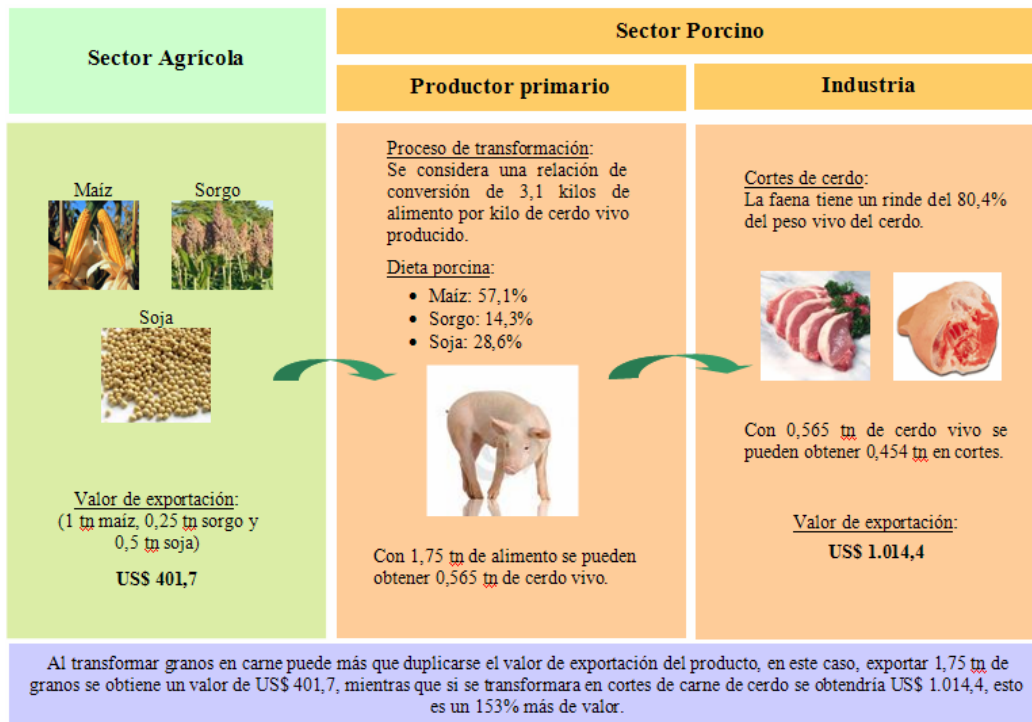 Sector Agrícola
Sector Porcino
Productor primario
Industria
Maíz
Sorgo
Soja
Valor de exportación:
(1 tn maíz, 0,25 tn sorgo y
0,5 tn soja)
US$ 401,7
Proceso de transformación:
Se considera una relación de
conversión de 3,1 kilos de
alimento por kilo de cerdo vivo
producido.
Dieta porcina:
• Maíz: 57,1%
• Sorgo: 14,3%
• Soja: 28,6%
Con 1,75 tn de alimento se pueden
obtener 0,565 tn de cerdo vivo.
Cortes de cerdo:
La faena tiene un rinde del 80,4%
del peso vivo del cerdo.
Con 0,565 tn de cerdo vivo se
pueden obtener 0,454 tn en cortes.
Valor de exportación:
US$ 1.014,4
Al transformar granos en carne puede más que duplicarse el valor de exportación del producto, en este caso, exportar 1,75 tn de
granos se obtiene un valor de US$ 401,7, mientras que si se transformara en cortes de carne de cerdo se obtendría US$ 1.014,4, esto
es un 153% más de valor.